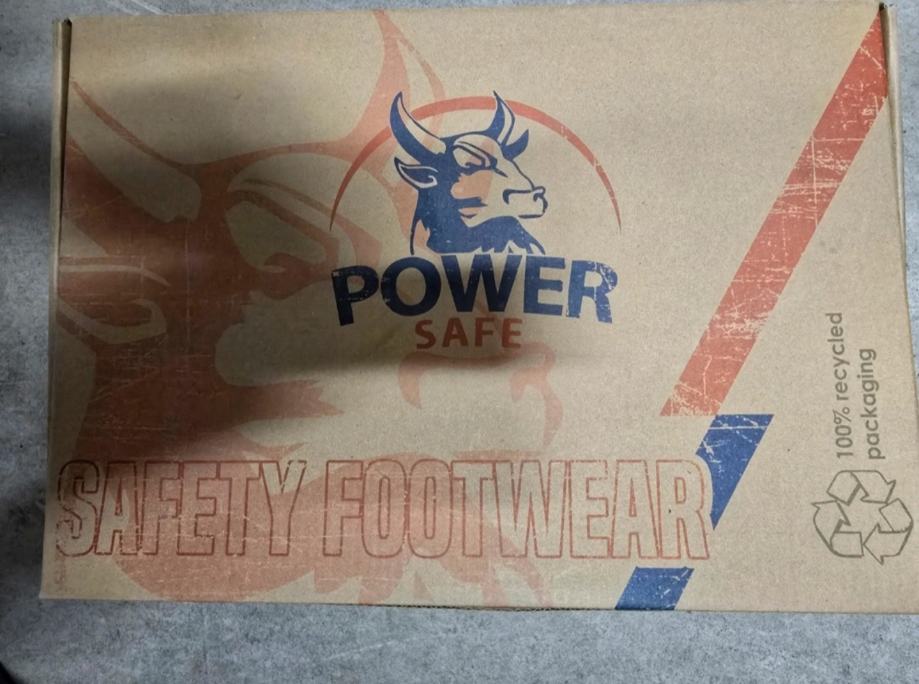 POWER
SAFE
SAFETY FOOTWEAR
100% recycled
packaging